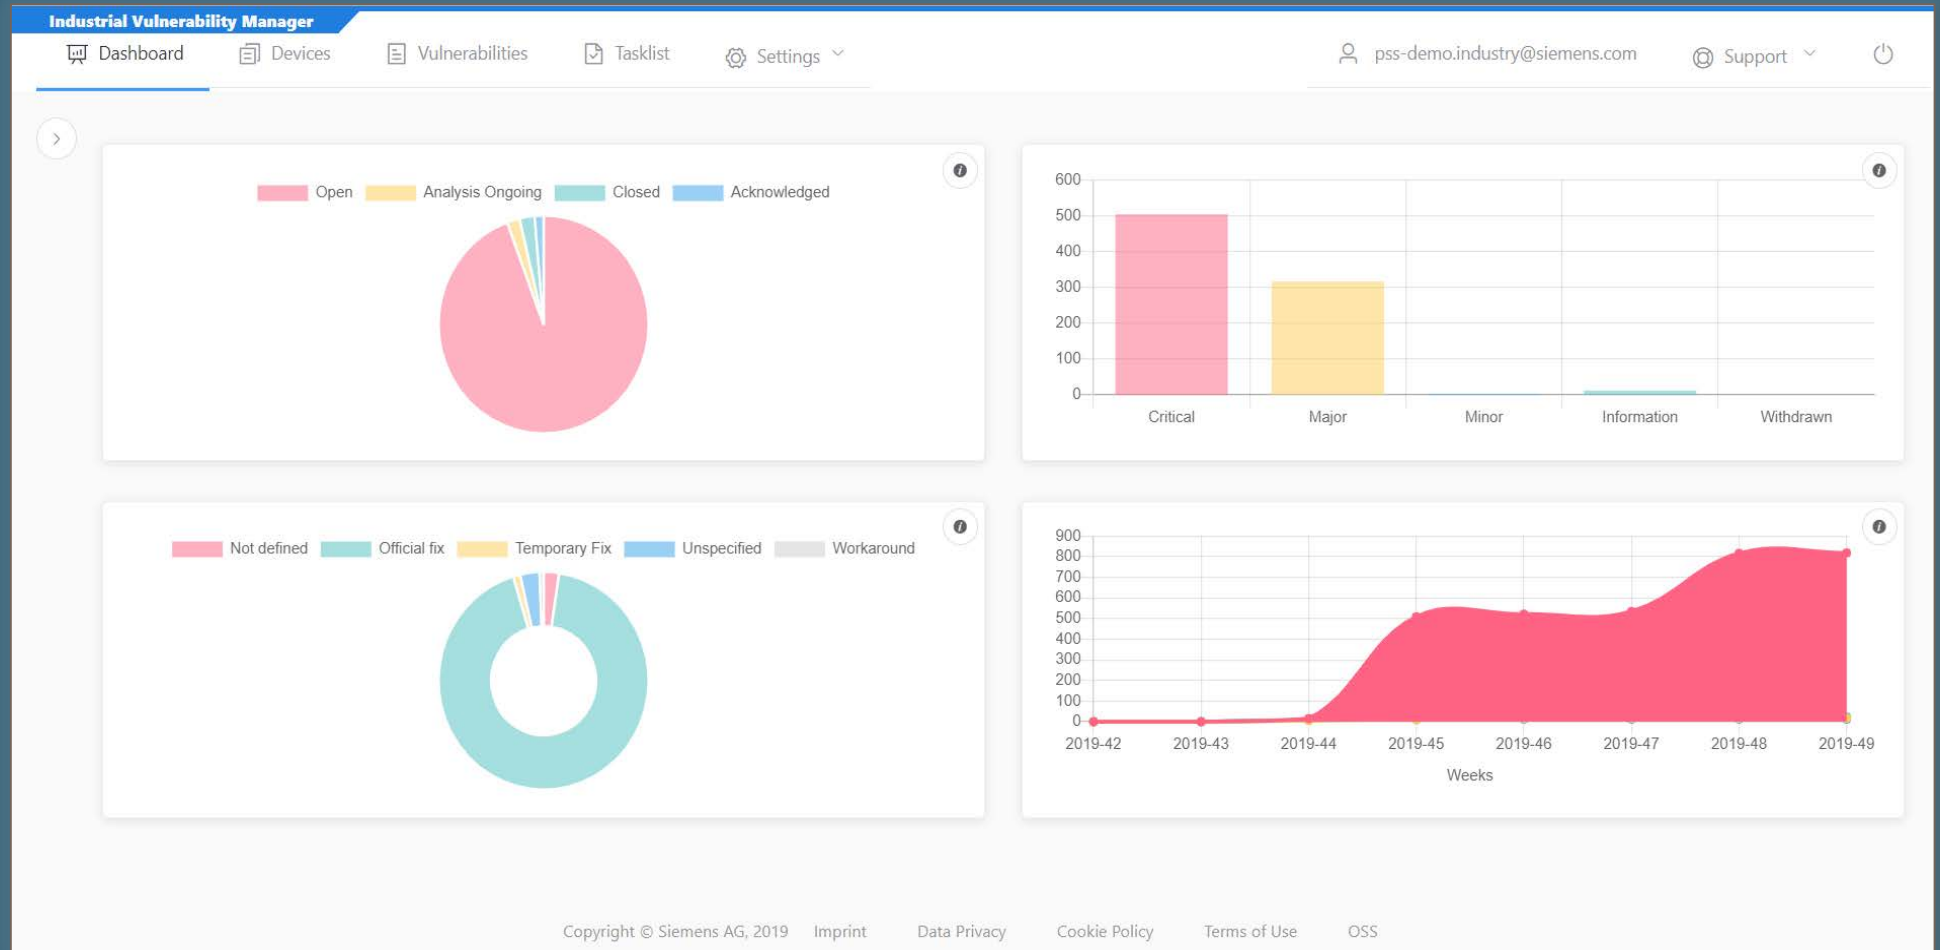 Industrial Vulnerability Manager
Dashboard Devices Vulnerabilities Tasklist Settings pss-demo.industry@siemens.com Support
Open Analysis Ongoing Closed Acknowledged
600
500
400
300
200
100
0
Critical Major Minor Information Withdrawn
Not defined Official fix Temporary Fix Unspecified Workaround
900
800
700
600
500
400
300
200
100
0
2019-42 2019-43 2019-44 2019-45 2019-46 2019-47 2019-48 2019-49
Weeks
Copyright © Siemens AG, 2019 Imprint Data Privacy Cookie Policy Terms of Use OSS